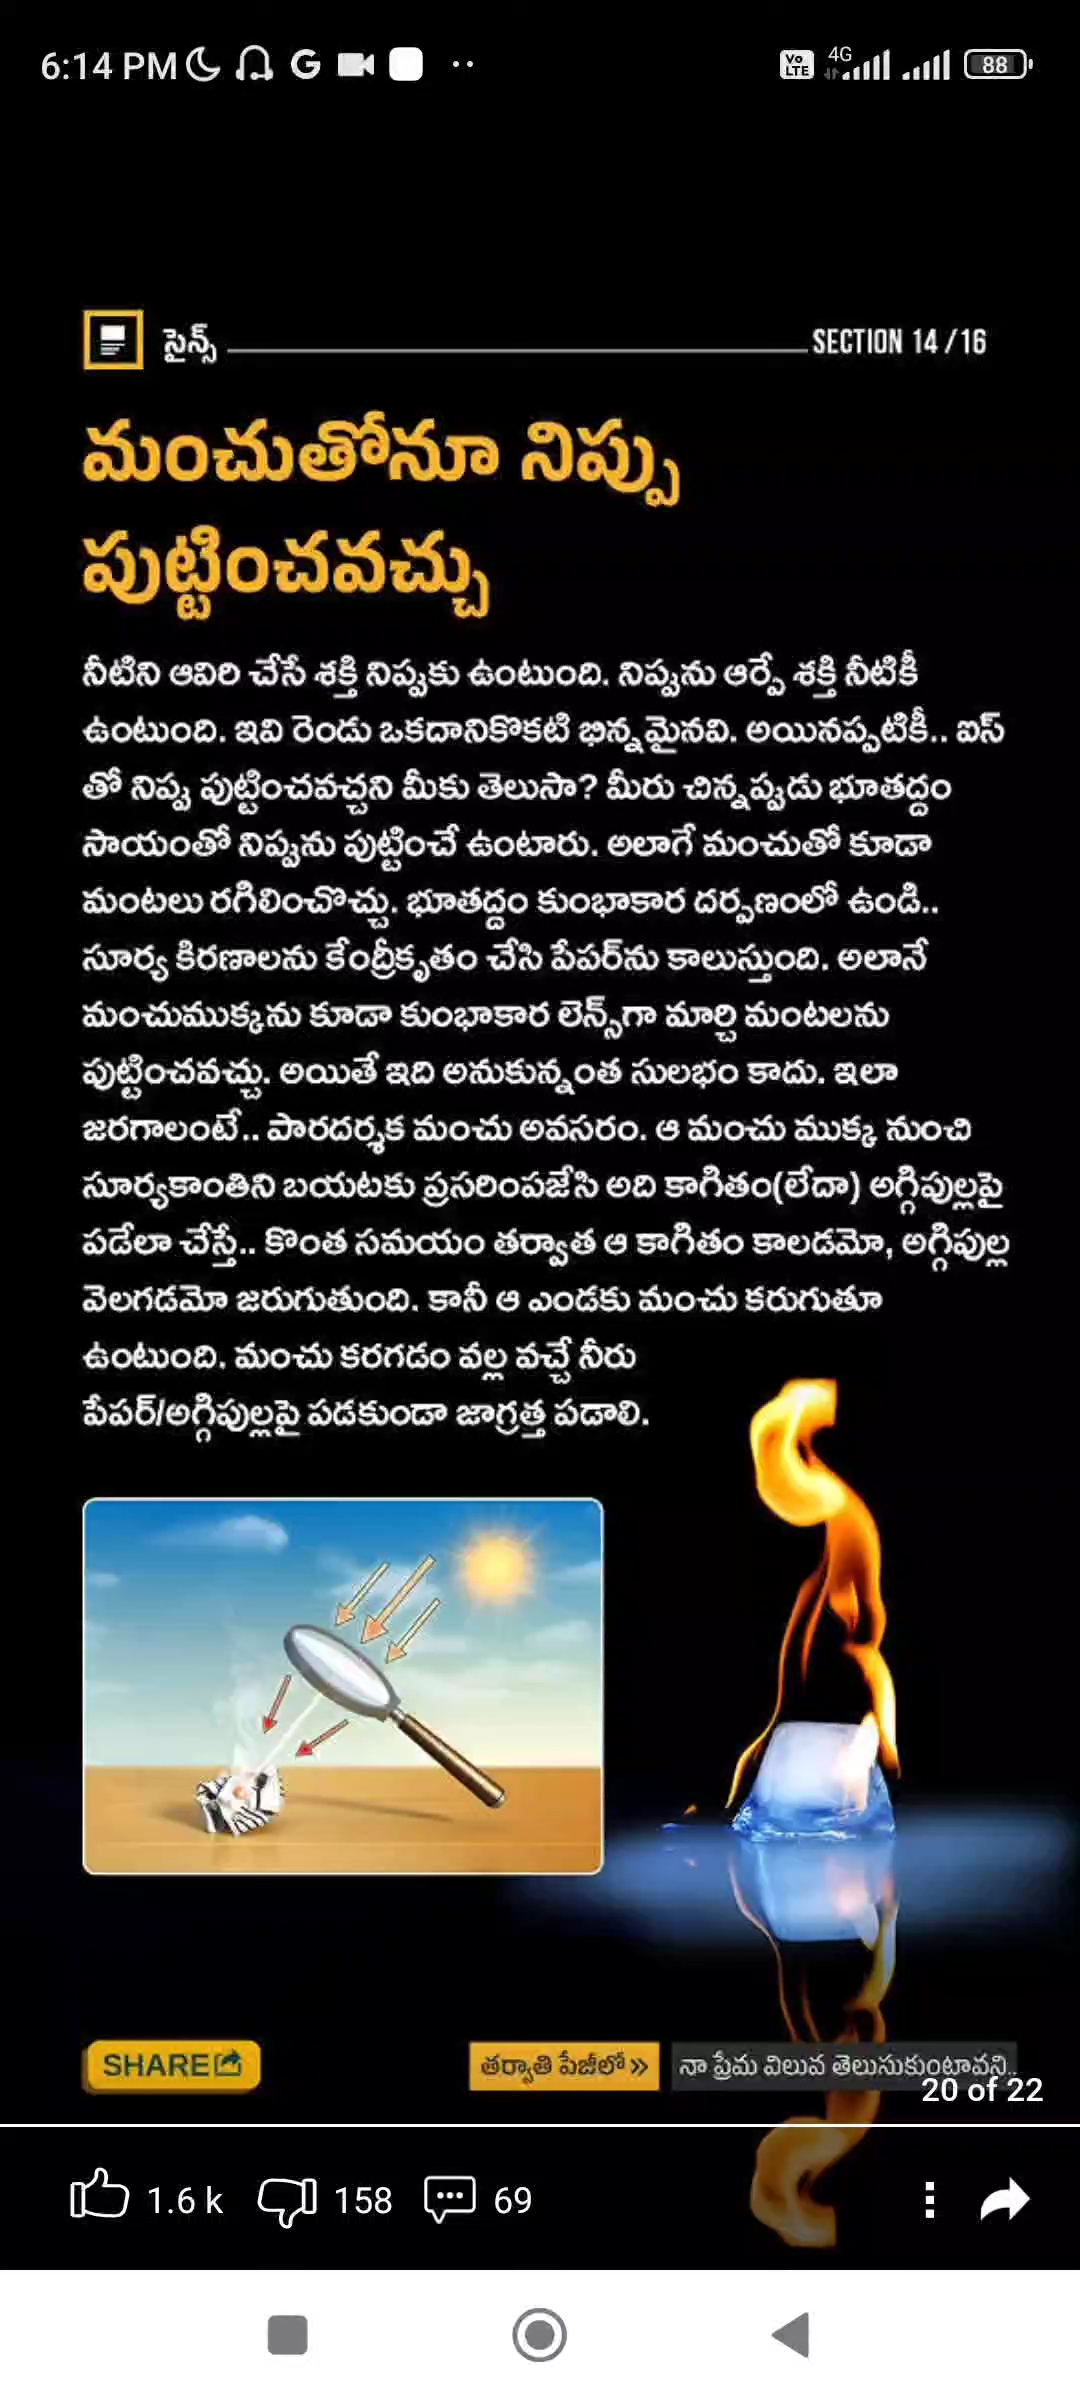 6:14 PM
Vo LTE 4G 88
సైన్స్
SECTION 14 /16
మంచుతోనూ నిప్పు
పుట్టించవచ్చు
నీటిని ఆవిరి చేసే శక్తి నిప్పుకు ఉంటుంది. నిప్పును ఆర్పే శక్తి నీటికీ
ఉంటుంది. ఇవి రెండు ఒకదానికొకటి భిన్నమైనవి. అయినప్పటికీ.. ఐస్
తో నిప్పు పుట్టించవచ్చని మీకు తెలుసా? మీరు చిన్నప్పుడు భూతద్దం
సాయంతో నిప్పును పుట్టించే ఉంటారు. అలాగే మంచుతో కూడా
మంటలు రగిలించొచ్చు. భూతద్దం కుంభాకార దర్పణంలో ఉండి..
సూర్య కిరణాలను కేంద్రీకృతం చేసి పేపర్‌ను కాలుస్తుంది. అలానే
మంచుముక్కను కూడా కుంభాకార లెన్స్‌గా మార్చి మంటలను
పుట్టించవచ్చు. అయితే ఇది అనుకున్నంత సులభం కాదు. ఇలా
జరగాలంటే.. పారదర్శక మంచు అవసరం. ఆ మంచు ముక్క నుంచి
సూర్యకాంతిని బయటకు ప్రసరింపజేసి అది కాగితం(లేదా) అగ్గిపుల్లపై
పడేలా చేస్తే.. కొంత సమయం తర్వాత ఆ కాగితం కాలడమో, అగ్గిపుల్ల
వెలగడమో జరుగుతుంది. కానీ ఆ ఎండకు మంచు కరుగుతూ
ఉంటుంది. మంచు కరగడం వల్ల వచ్చే నీరు
పేపర్/అగ్గిపుల్లపై పడకుండా జాగ్రత్త పడాలి.
SHARE
తర్వాతి పేజీలో »
నా ప్రేమ విలువ తెలుసుకుంటావని..
20 of 22
1.6 k 158 69